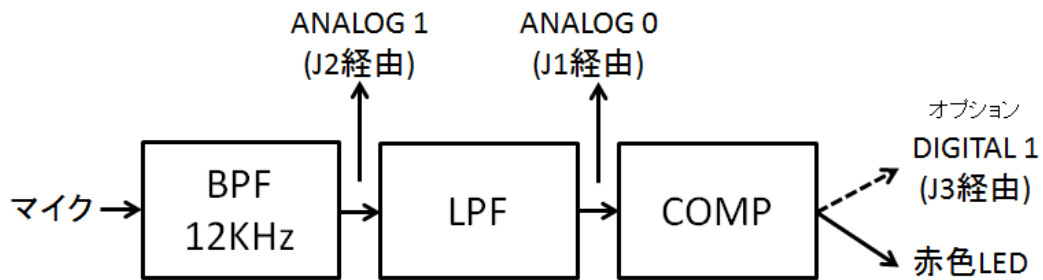 ANALOG 1
(J2経由)
ANALOG 0
(J1経由)
オプション
DIGITAL 1
(J3経由)
マイク
BPF
12KHz
LPF
COMP
赤色LED